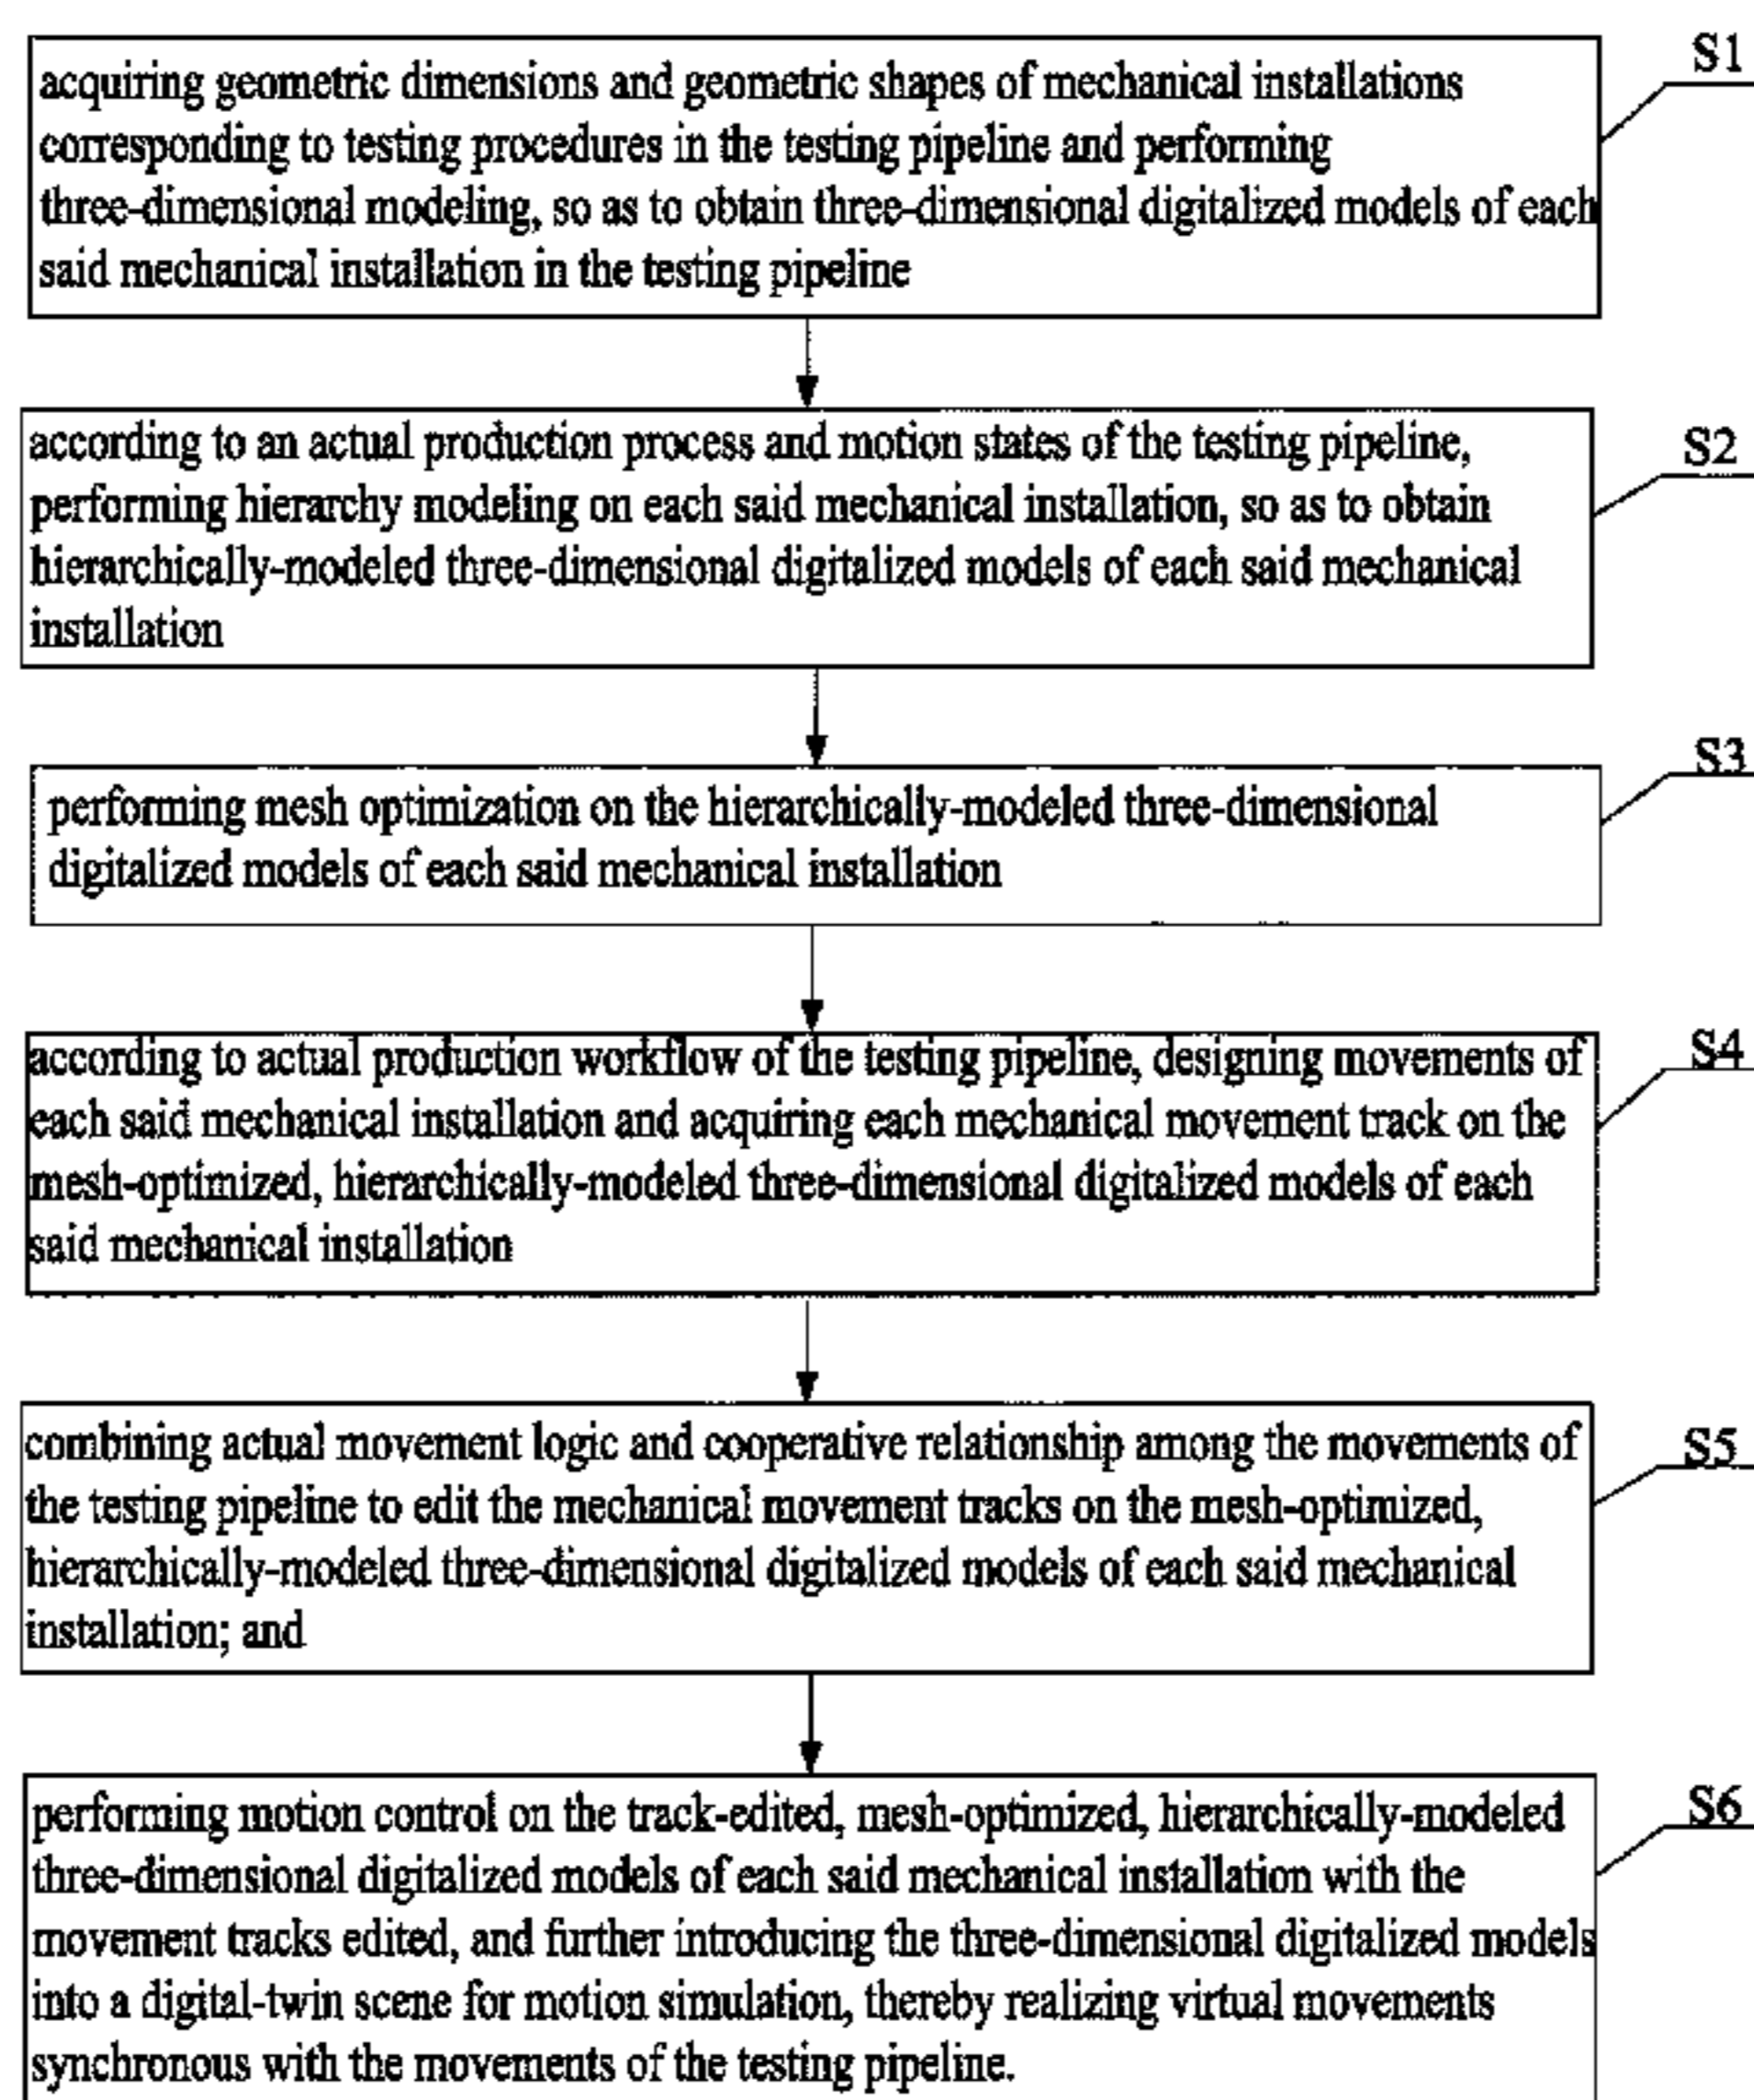 S1
acquiring geometric dimensions and geometric shapes of mechanical installations
corresponding to testing procedures in the testing pipeline and performing
three-dimensional modeling, so as to obtain three-dimensional digitalized models of each
said mechanical installation in the testing pipeline
S2
according to an actual production process and motion states of the testing pipeline,
performing hierarchy modeling on each said mechanical installation, so as to obtain
hierarchically-modeled three-dimensional digitalized models of each said mechanical
installation
S3
performing mesh optimization on the hierarchically-modeled three-dimensional
digitalized models of each said mechanical installation
S4
according to actual production workflow of the testing pipeline, designing movements of
each said mechanical installation and acquiring each mechanical movement track on the
mesh-optimized, hierarchically-modeled three-dimensional digitalized models of each
said mechanical installation
S5
combining actual movement logic and cooperative relationship among the movements of
the testing pipeline to edit the mechanical movement tracks on the mesh-optimized,
hierarchically-modeled three-dimensional digitalized models of each said mechanical
installation; and
S6
performing motion control on the track-edited, mesh-optimized, hierarchically-modeled
three-dimensional digitalized models of each said mechanical installation with the
movement tracks edited, and further introducing the three-dimensional digitalized models
into a digital-twin scene for motion simulation, thereby realizing virtual movements
synchronous with the movements of the testing pipeline.